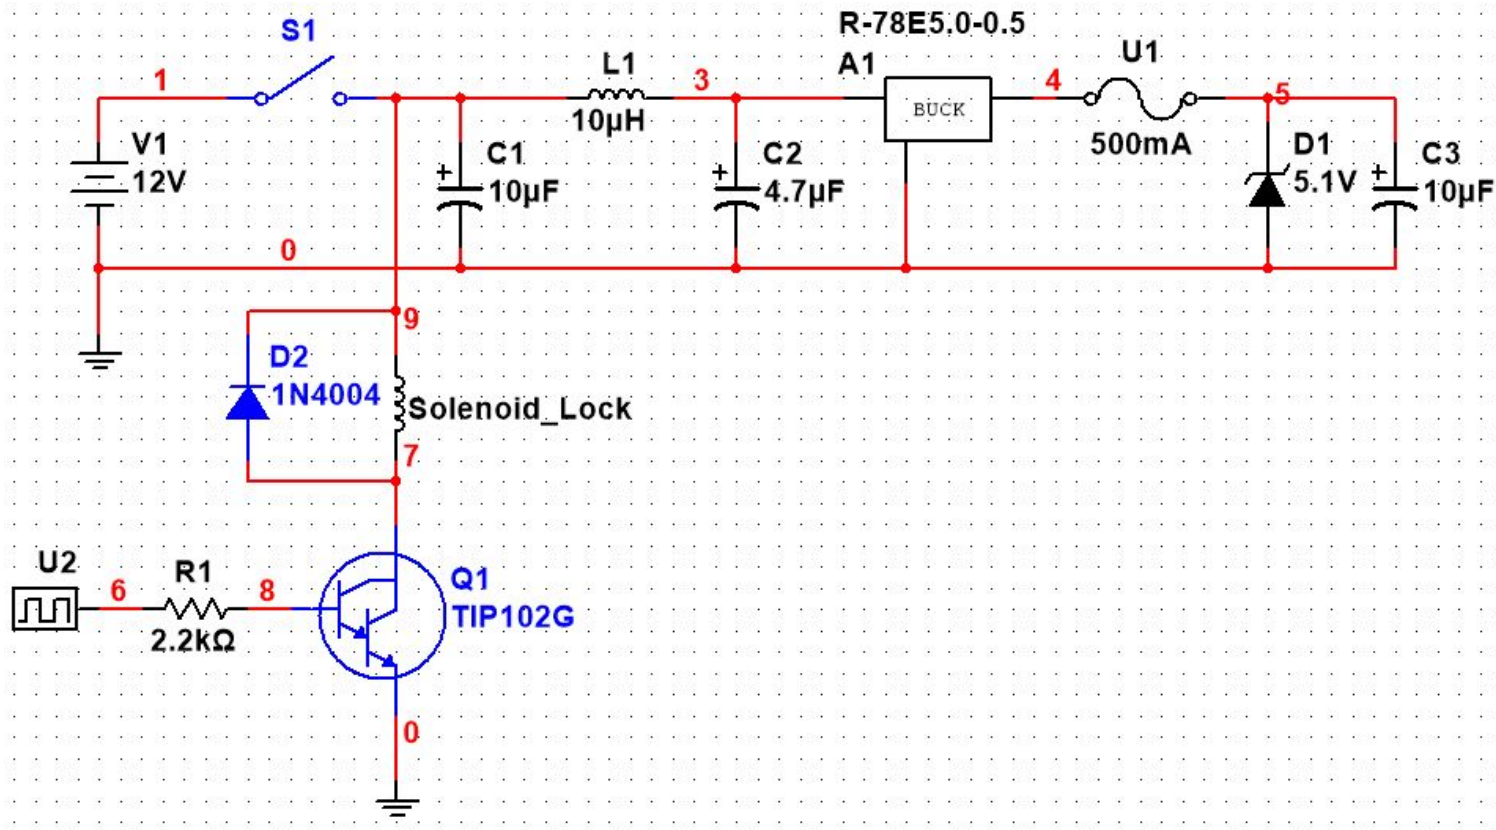 S1
R-78E5.0-0.5
A1
U1
L1
1
3
4
5
10µH
BUCK
500mA
V1
12V
C1
10µF
C2
4.7µF
D1
5.1V
C3
10µF
0
9
D2
1N4004
Solenoid_Lock
7
U2
6
R1
8
2.2kΩ
Q1
TIP102G
0